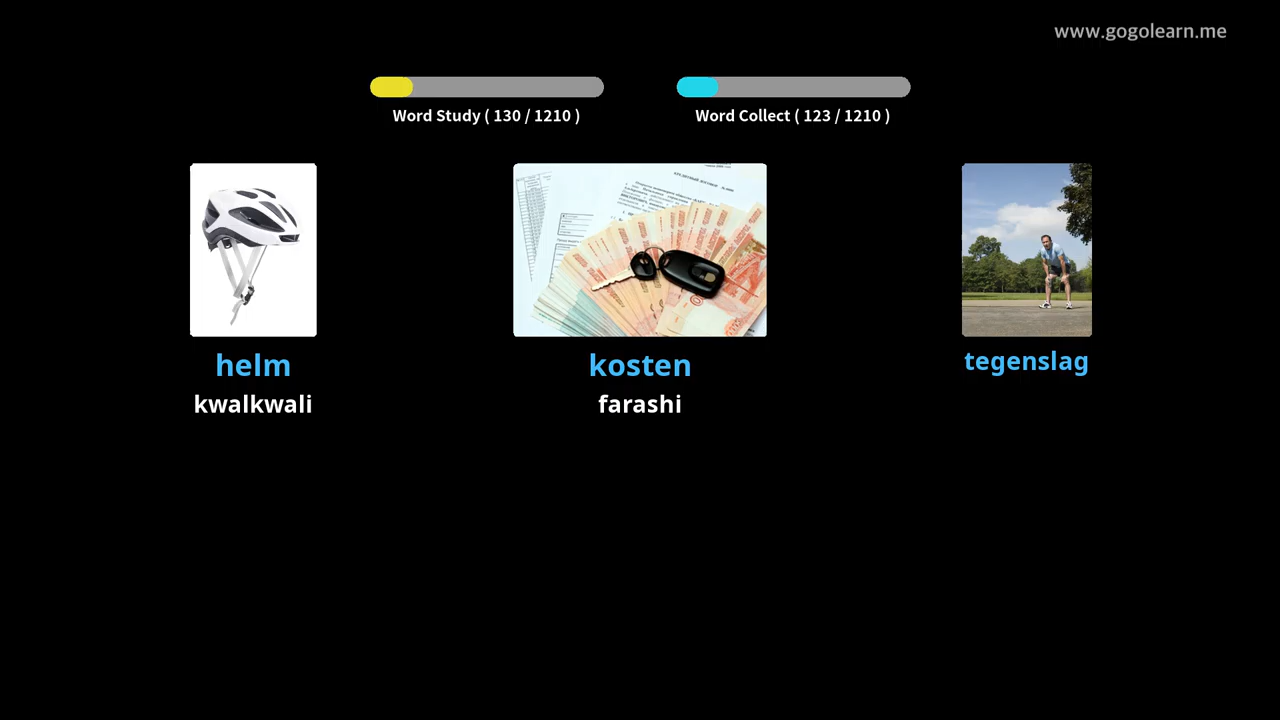 www.gogolearn.me
Word Study ( 130 / 1210 )
Word Collect ( 123 / 1210 )
helm
kosten
tegenslag
kwalkwali
farashi